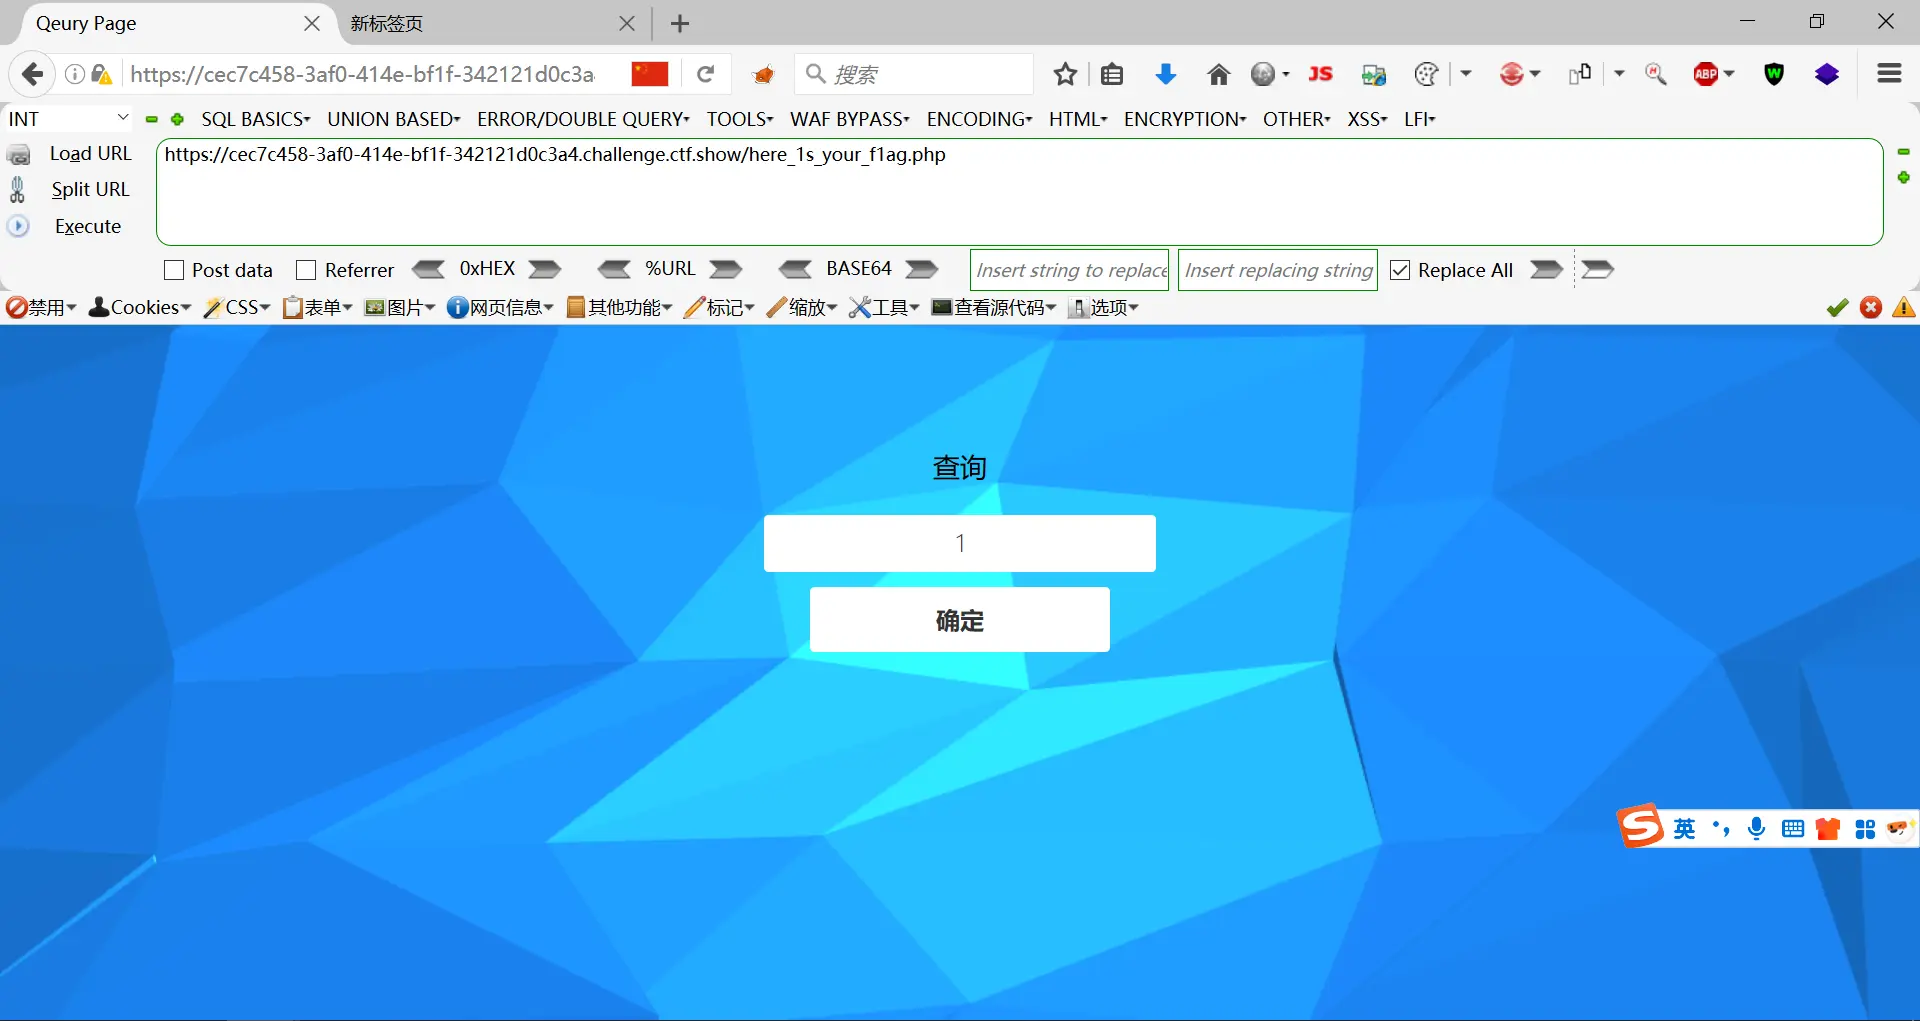 Qeury Page
新标签页
https://cec7c458-3af0-414e-bf1f-342121d0c3a
搜索
JS
ABP
W
INT
SQL BASICS
UNION BASED
ERROR/DOUBLE QUERY
TOOLS
WAF BYPASS
ENCODING
HTML
ENCRYPTION
OTHER
XSS
LFI
Load URL
https://cec7c458-3af0-414e-bf1f-342121d0c3a4.challenge.ctf.show/here_1s_your_f1ag.php
Split URL
Execute
Post data
Referrer
0xHEX
%URL
BASE64
Insert string to replace
Insert replacing string
Replace All
禁用
Cookies
CSS
表单
图片
网页信息
其他功能
标记
缩放
工具
查看源代码
选项
查询
1
确定
S
英